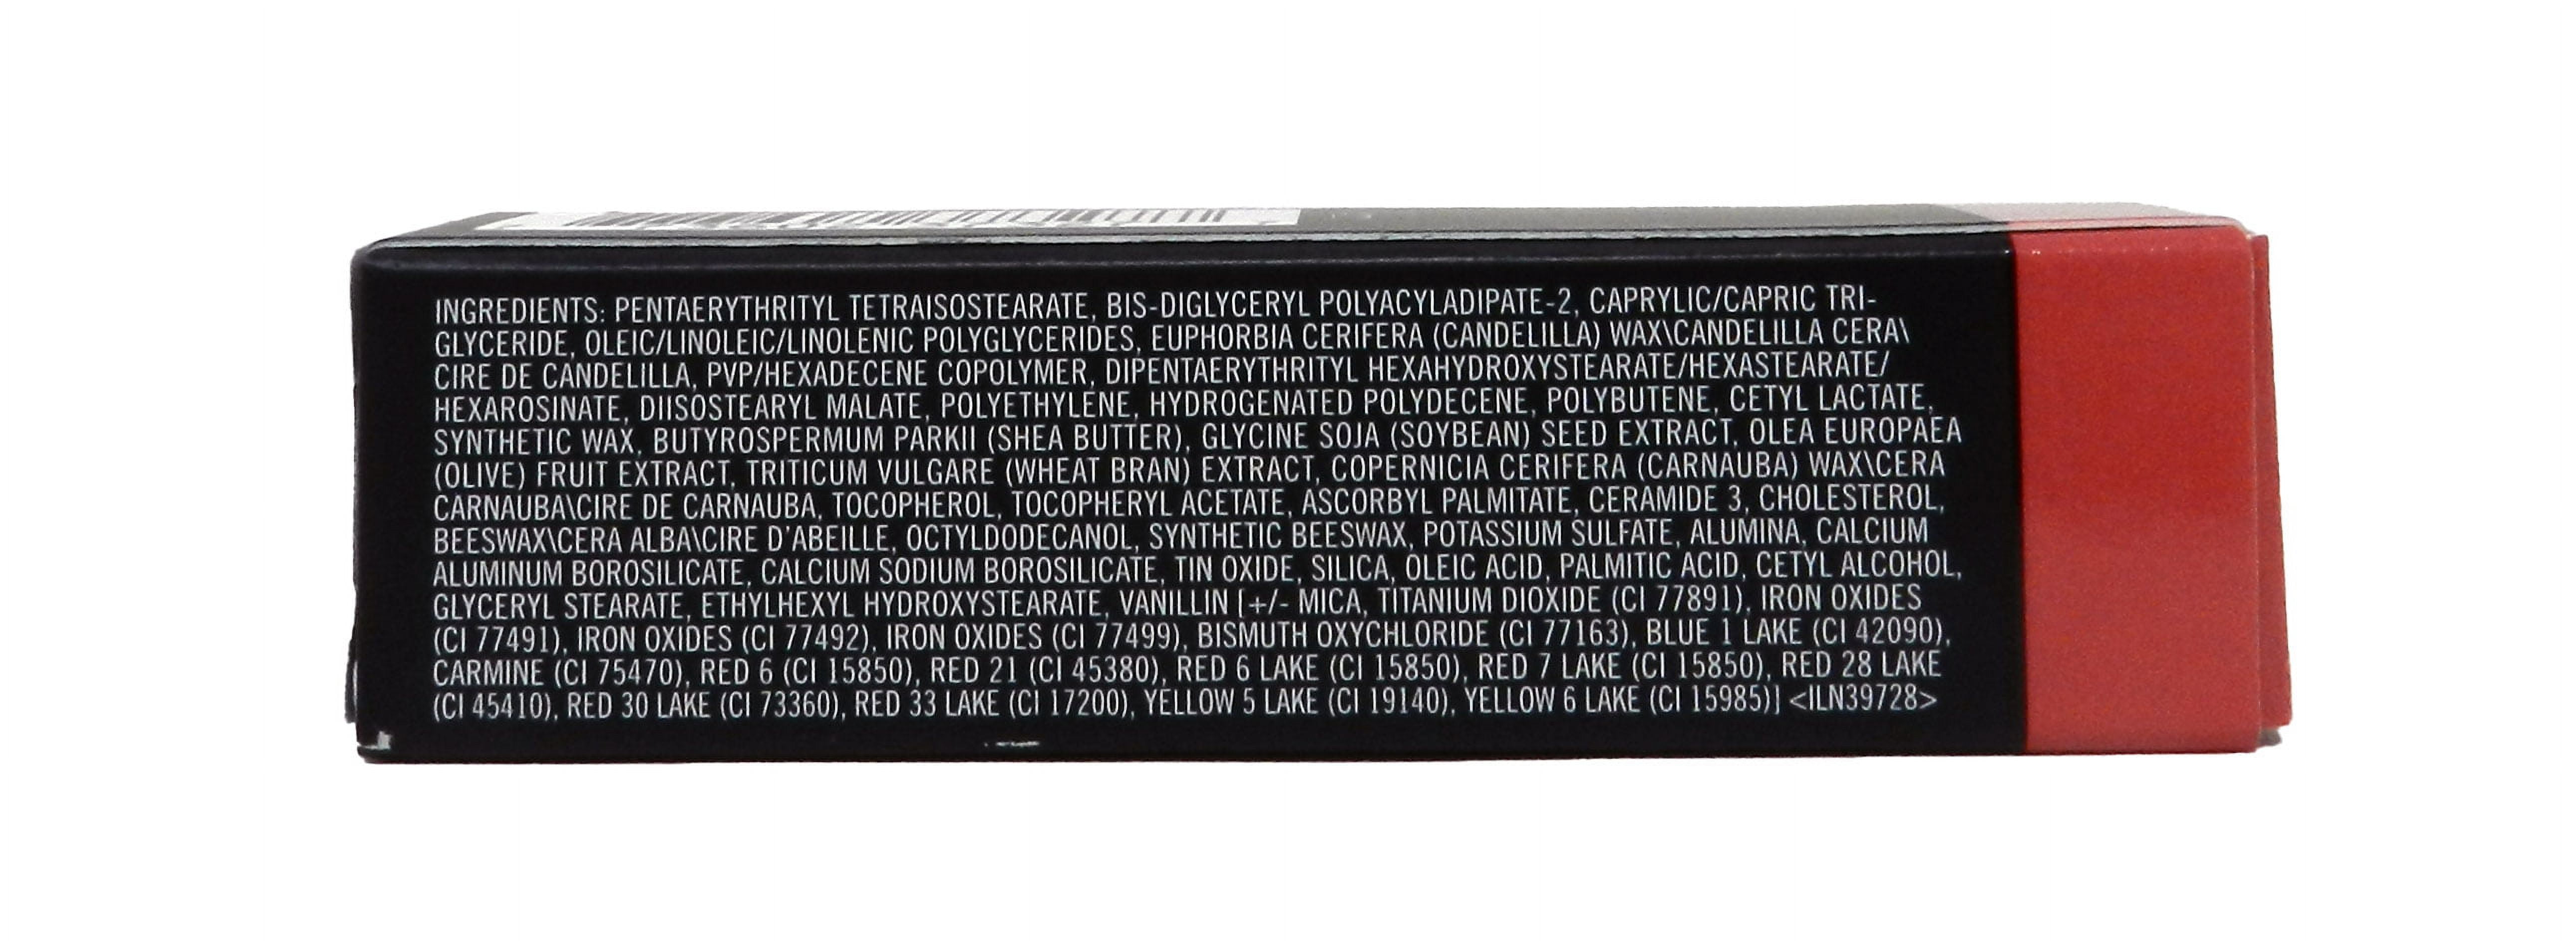 INGREDIENTS: PENTAERYTHRITYL TETRAISOSTEARATE, BIS-DIGLYCERYL POLYACYLADIPATE-2, CAPRYLIC/CAPRIC TRI-
GLYCERIDE, OLEIC/LINOLEIC/LINOLENIC POLYGLYCERIDES, EUPHORBIA CERIFERA (CANDELILLA) WAX\CANDELILLA CERA\
CIRE DE CANDELILLA, PVP/HEXADECENE COPOLYMER, DIPENTAERYTHRITYL HEXAHYDROXYSTEARATE/HEXASTEARATE/
HEXAROSINATE, DIISOSTEARYL MALATE, POLYETHYLENE, HYDROGENATED POLYDECENE, POLYBUTENE, CETYL LACTATE,
SYNTHETIC WAX, BUTYROSPERMUM PARKII (SHEA BUTTER), GLYCINE SOJA (SOYBEAN) SEED EXTRACT, OLEA EUROPAEA
(OLIVE) FRUIT EXTRACT, TRITICUM VULGARE (WHEAT BRAN) EXTRACT, COPERNICIA CERIFERA (CARNAUBA) WAX\CERA
CARNAUBA\CIRE DE CARNAUBA, TOCOPHEROL, TOCOPHERYL ACETATE, ASCORBYL PALMITATE, CERAMIDE 3, CHOLESTEROL,
BEESWAX\CERA ALBA\CIRE D'ABEILLE, OCTYLDODECANOL, SYNTHETIC BEESWAX, POTASSIUM SULFATE, ALUMINA, CALCIUM
ALUMINUM BOROSILICATE, CALCIUM SODIUM BOROSILICATE, TIN OXIDE, SILICA, OLEIC ACID, PALMITIC ACID, CETYL ALCOHOL,
GLYCERYL STEARATE, ETHYLHEXYL HYDROXYSTEARATE, VANILLIN [+/- MICA, TITANIUM DIOXIDE (CI 77891), IRON OXIDES
(CI 77491), IRON OXIDES (CI 77492), IRON OXIDES (CI 77499), BISMUTH OXYCHLORIDE (CI 77163), BLUE 1 LAKE (CI 42090),
CARMINE (CI 75470), RED 6 (CI 15850), RED 21 (CI 45380), RED 6 LAKE (CI 15850), RED 7 LAKE (CI 15850), RED 28 LAKE
(CI 45410), RED 30 LAKE (CI 73360), RED 33 LAKE (CI 17200), YELLOW 5 LAKE (CI 19140), YELLOW 6 LAKE (CI 15985)] <ILN39728>